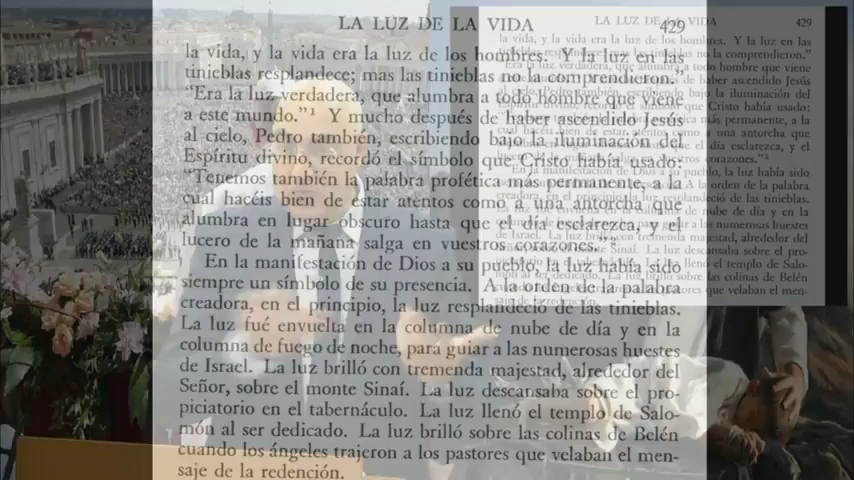 LA LUZ DE LA VIDA 429
la vida, y la vida era la luz de los hombres. Y la luz en las
tinieblas resplandece; mas las tinieblas no la comprendieron.”
“Era la luz verdadera, que alumbra a todo hombre que viene
a este mundo.”¹ Y mucho después de haber ascendido Jesús
al cielo, Pedro también, escribiendo bajo la iluminación del
Espíritu divino, recordó el símbolo que Cristo había usado:
“Tenemos también la palabra profética más permanente, a la
cual hacéis bien de estar atentos como a una antorcha que
alumbra en lugar obscuro hasta que el día esclarezca, y el
lucero de la mañana salga en vuestros corazones.”²
En la manifestación de Dios a su pueblo, la luz había sido
siempre un símbolo de su presencia. A la orden de la palabra
creadora, en el principio, la luz resplandeció de las tinieblas.
La luz fué envuelta en la columna de nube de día y en la
columna de fuego de noche, para guiar a las numerosas huestes
de Israel. La luz brilló con tremenda majestad, alrededor del
Señor, sobre el monte Sinaí. La luz descansaba sobre el pro-
piciatorio en el tabernáculo. La luz llenó el templo de Salo-
món al ser dedicado. La luz brilló sobre las colinas de Belén
cuando los ángeles trajeron a los pastores que velaban el men-
saje de la redención.
LA LUZ DE LA VIDA 429